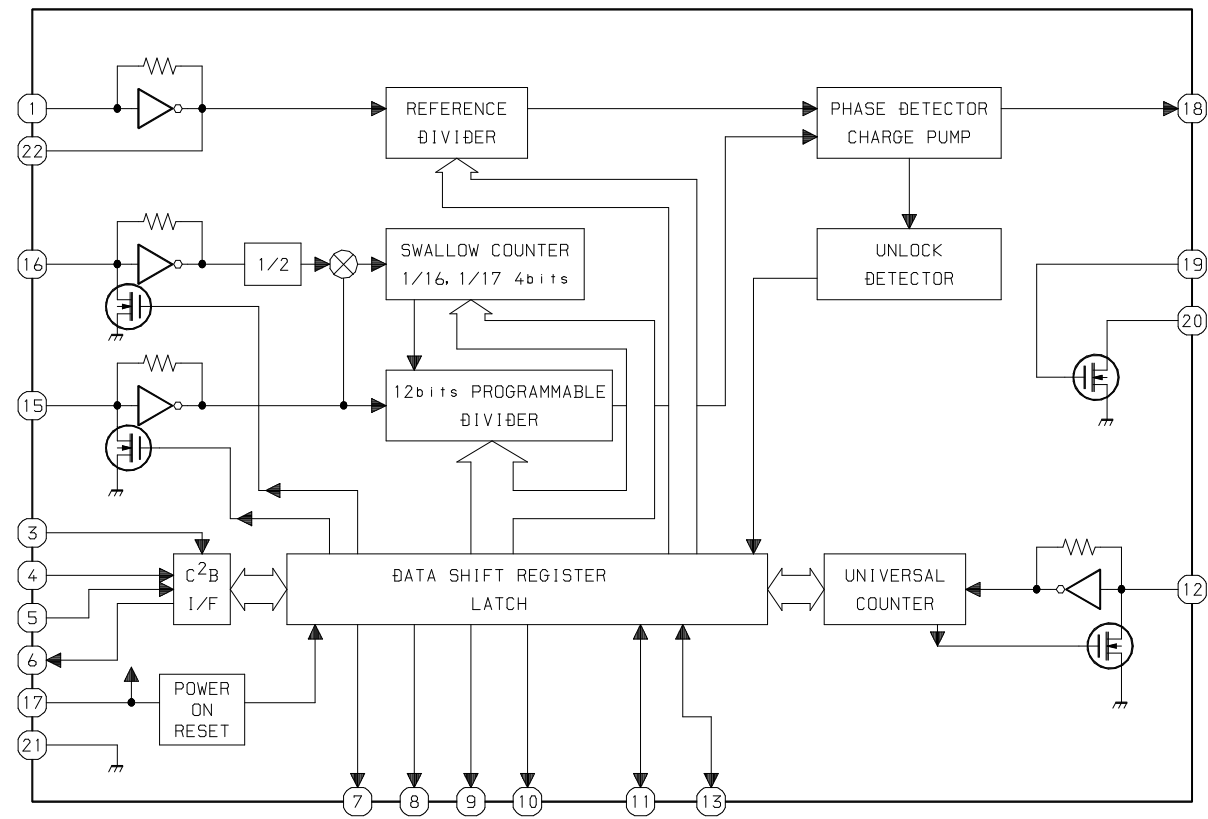 1
REFERENCE
DIVIDER
PHASE DETECTOR
CHARGE PUMP
18
22
16
1/2
SWALLOW COUNTER
1/16, 1/17 4bits
UNLOCK
DETECTOR
19
20
15
12bits PROGRAMMABLE
DIVIDER
3
4
5
6
C²B
I/F
DATA SHIFT REGISTER
LATCH
UNIVERSAL
COUNTER
12
17
POWER
ON
RESET
21
7
8
9
10
11
13